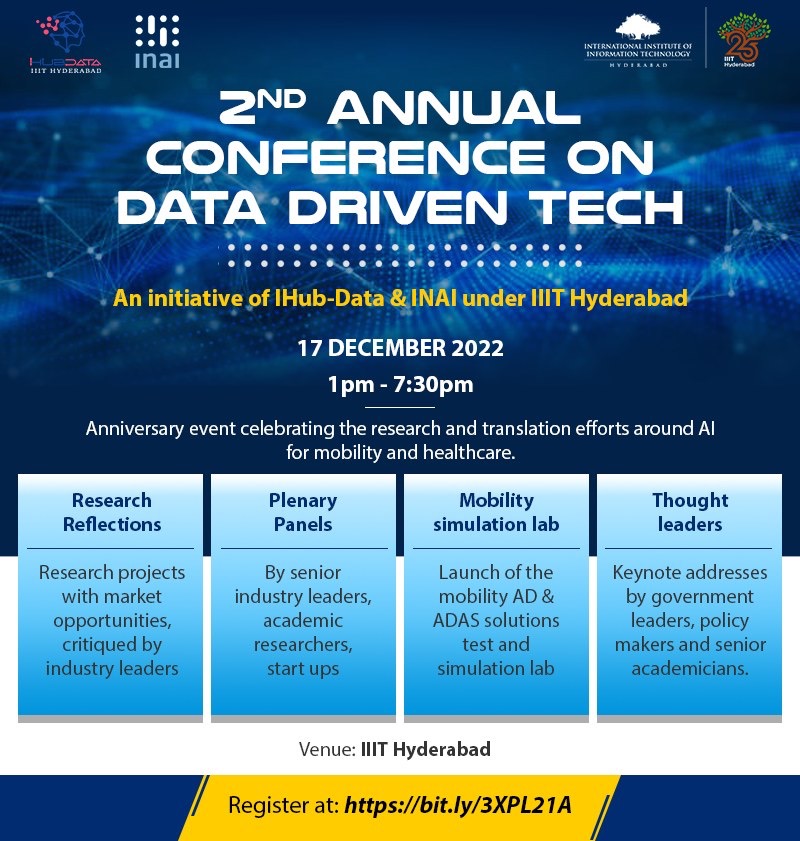 IHUBDATA
IIIT HYDERABAD
inai
INTERNATIONAL INSTITUTE OF
INFORMATION TECHNOLOGY
HYDERABAD
25
IIIT
Hyderabad
2ND ANNUAL
CONFERENCE ON
DATA DRIVEN TECH
An initiative of IHub-Data & INAI under IIIT Hyderabad
17 DECEMBER 2022
1pm - 7:30pm
Anniversary event celebrating the research and translation efforts around AI
for mobility and healthcare.
Research
Reflections
Research projects
with market
opportunities,
critiqued by
industry leaders
Plenary
Panels
By senior
industry leaders,
academic
researchers,
start ups
Mobility
simulation lab
Launch of the
mobility AD &
ADAS solutions
test and
simulation lab
Thought
leaders
Keynote addresses
by government
leaders, policy
makers and senior
academicians.
Venue: IIIT Hyderabad
Register at: https://bit.ly/3XPL21A